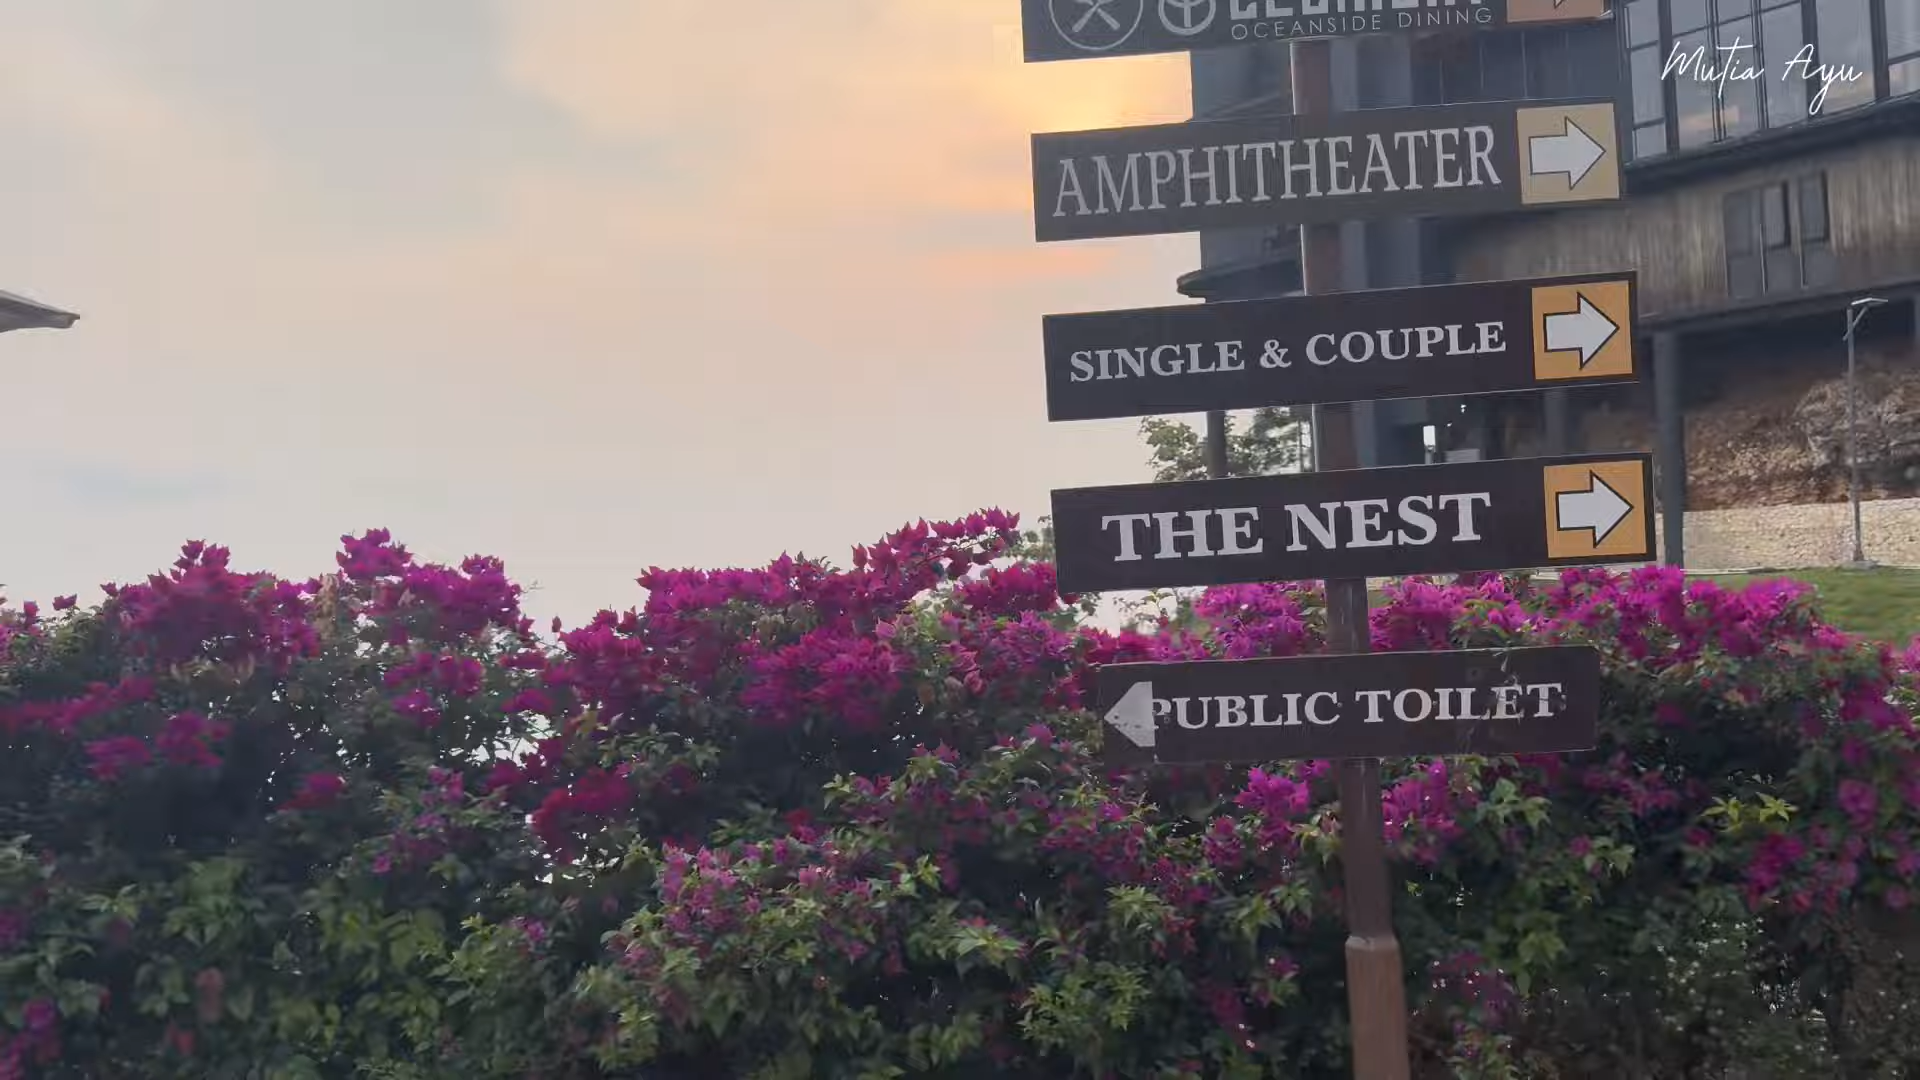 OCEANSIDE DINING
Mutia Ayu
AMPHITHEATER
SINGLE & COUPLE
THE NEST
PUBLIC TOILET